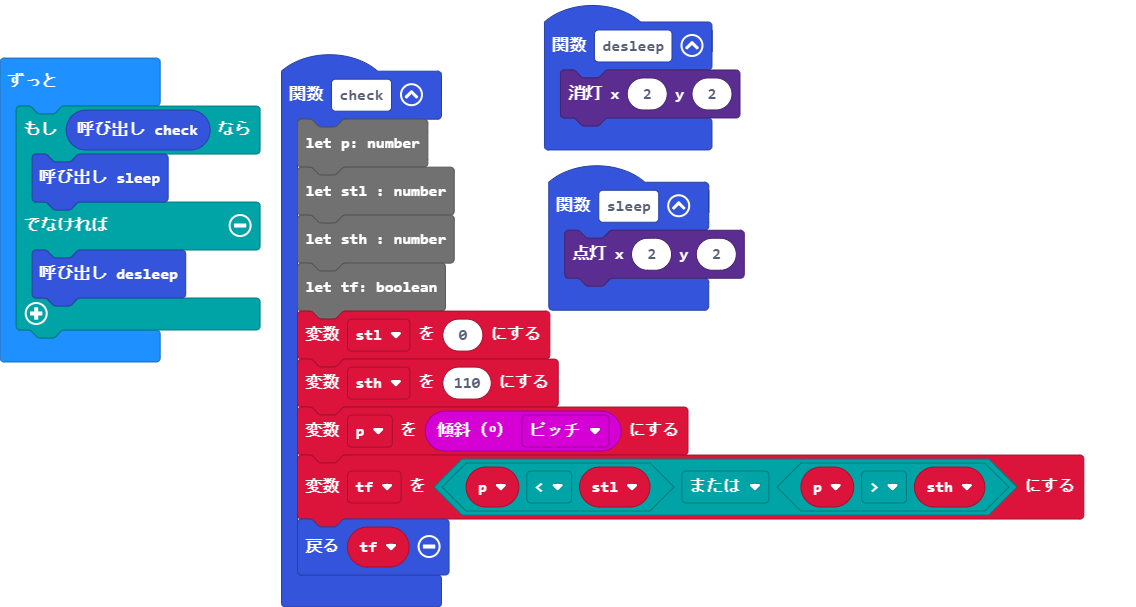 ずっと
もし 呼び出し check なら
呼び出し sleep
でなければ
呼び出し desleep
関数 check
let p: number
let stl : number
let sth : number
let tf: boolean
変数 stl を 0 にする
変数 sth を 110 にする
変数 p を 傾斜 (º) ピッチ にする
変数 tf を p < stl または p > sth にする
戻る tf
関数 desleep
消灯 x 2 y 2
関数 sleep
点灯 x 2 y 2